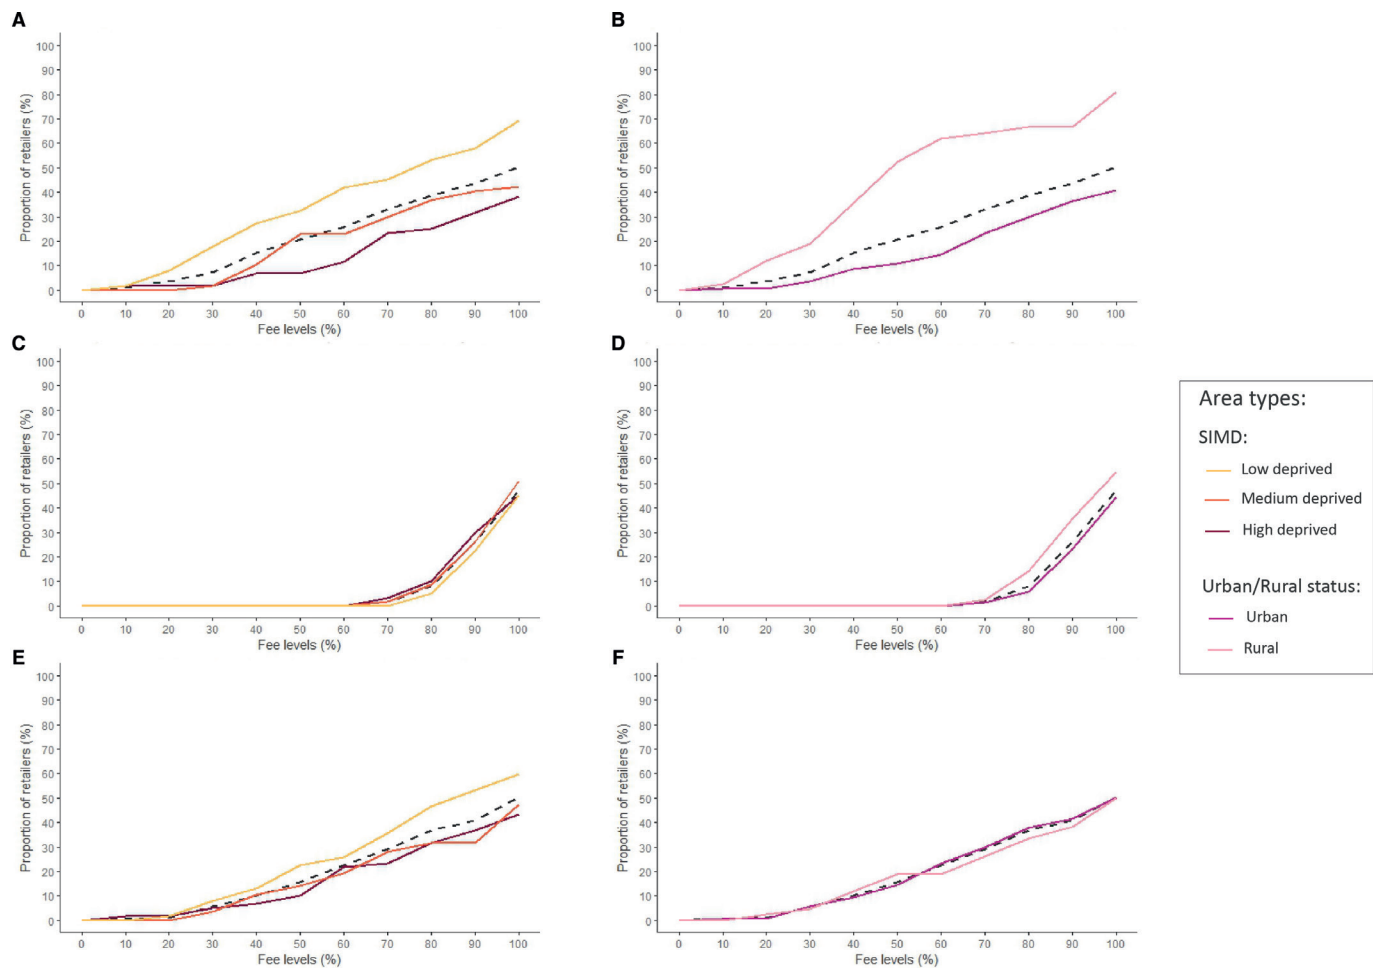 A
Proportion of retailers (%)
100
90
80
70
60
50
40
30
20
10
0
0 10 20 30 40 50 60 70 80 90 100
Fee levels (%)
B
Proportion of retailers (%)
100
90
80
70
60
50
40
30
20
10
0
0 10 20 30 40 50 60 70 80 90 100
Fee levels (%)
C
Proportion of retailers (%)
100
90
80
70
60
50
40
30
20
10
0
0 10 20 30 40 50 60 70 80 90 100
Fee levels (%)
D
Proportion of retailers (%)
100
90
80
70
60
50
40
30
20
10
0
0 10 20 30 40 50 60 70 80 90 100
Fee levels (%)
Area types:
SIMD:
Low deprived
Medium deprived
High deprived
Urban/Rural status:
Urban
Rural
E
Proportion of retailers (%)
100
90
80
70
60
50
40
30
20
10
0
0 10 20 30 40 50 60 70 80 90 100
Fee levels (%)
F
Proportion of retailers (%)
100
90
80
70
60
50
40
30
20
10
0
0 10 20 30 40 50 60 70 80 90 100
Fee levels (%)